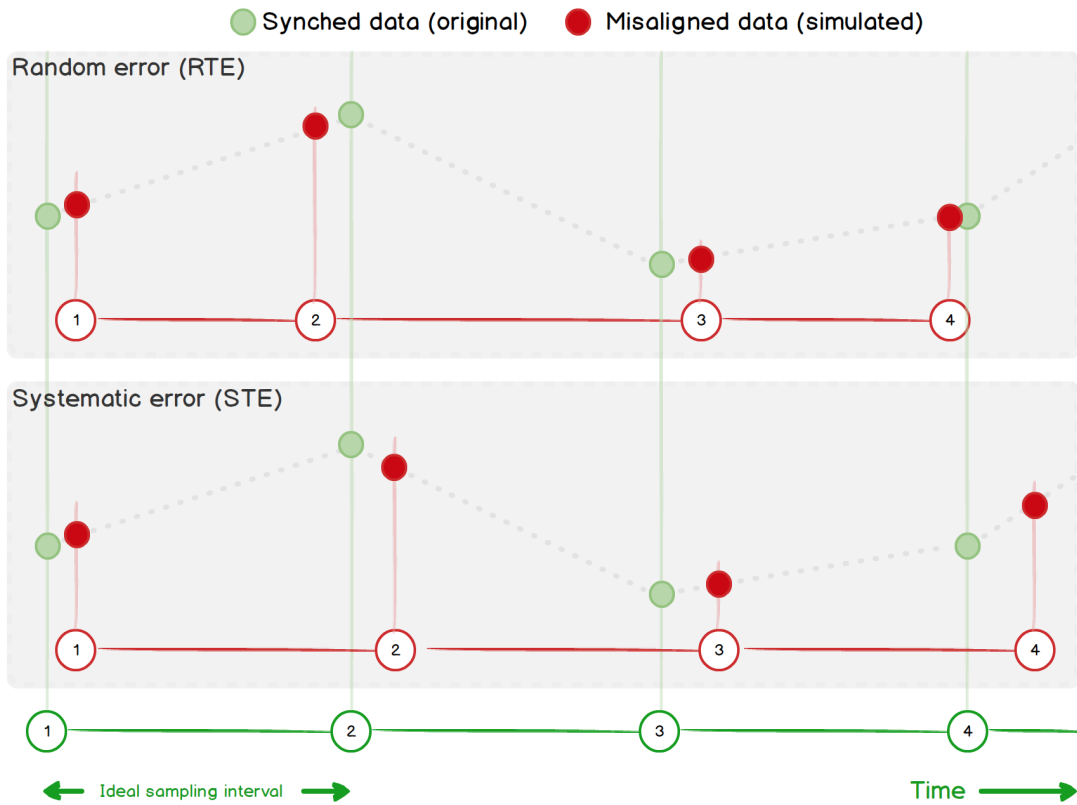 Synched data (original) Misaligned data (simulated)
Random error (RTE)
1 2 3 4
Systematic error (STE)
1 2 3 4
1 2 3 4
Ideal sampling interval Time